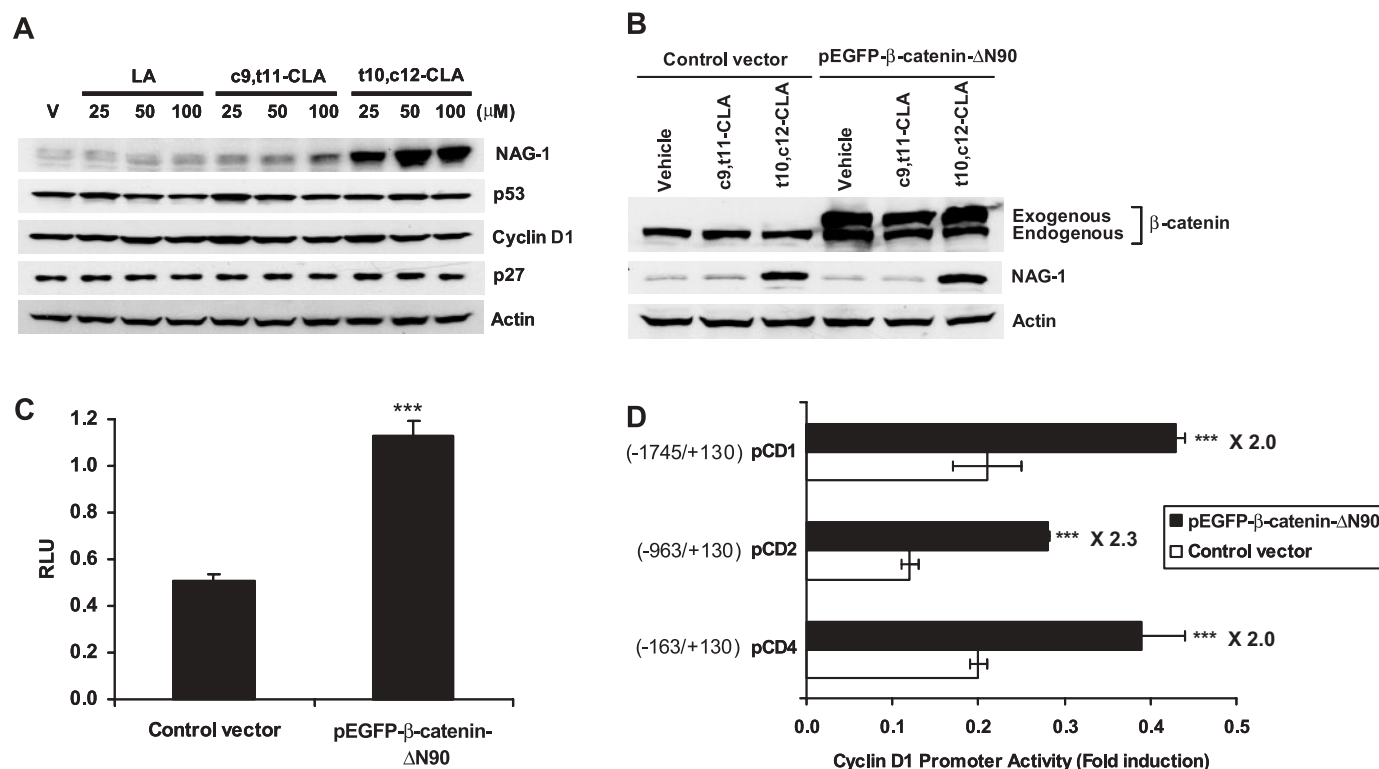 A
LA c9,t11-CLA t10,c12-CLA
V 25 50 100 25 50 100 25 50 100 (μM)
NAG-1
p53
Cyclin D1
p27
Actin
B
Control vector pEGFP-β-catenin-ΔN90
Vehicle c9,t11-CLA t10,c12-CLA Vehicle c9,t11-CLA t10,c12-CLA
Exogenous
Endogenous
β-catenin
NAG-1
Actin
C
RLU
1.2
1.0
0.8
0.6
0.4
0.2
0.0
***
Control vector pEGFP-β-catenin-
ΔN90
D
(-1745/+130) pCD1 *** X 2.0
(-963/+130) pCD2 *** X 2.3
(-163/+130) pCD4 *** X 2.0
pEGFP-β-catenin-ΔN90
Control vector
0.0 0.1 0.2 0.3 0.4 0.5
Cyclin D1 Promoter Activity (Fold induction)